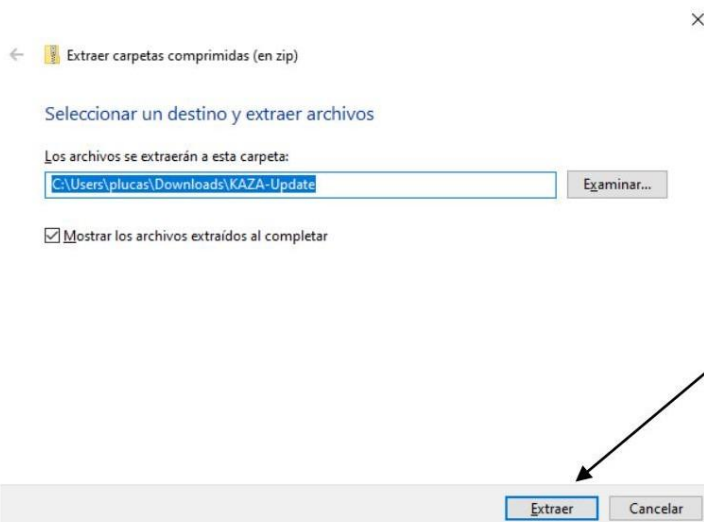 Extraer carpetas comprimidas (en zip)
Seleccionar un destino y extraer archivos
Los archivos se extraerán a esta carpeta:
C:\Users\plucas\Downloads\KAZA-Update
Examinar...
Mostrar los archivos extraídos al completar
Extraer
Cancelar